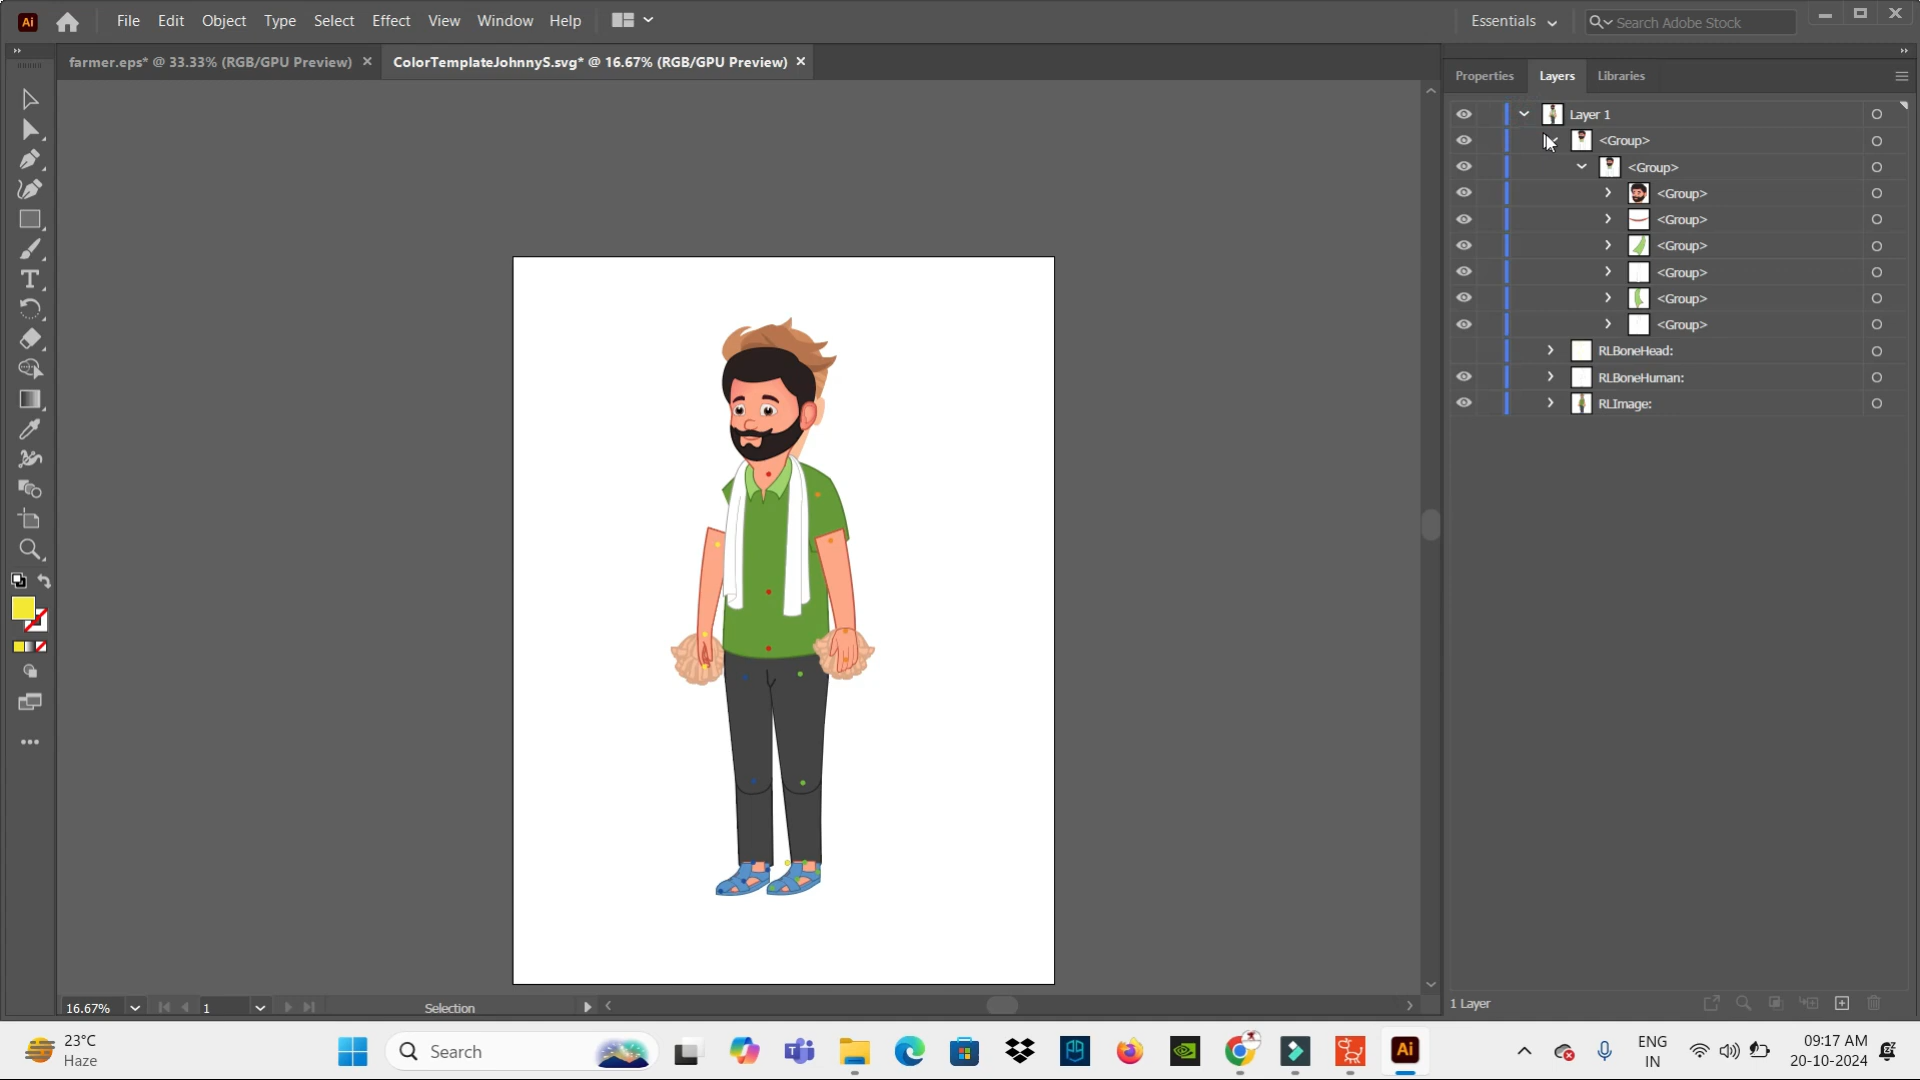 Ai File Edit Object Type Select Effect View Window Help Essentials Search Adobe Stock
farmer.eps* @ 33.33% (RGB/GPU Preview) × ColorTemplateJohnnyS.svg* @ 16.67% (RGB/GPU Preview) ×
Properties Layers Libraries
Layer 1
<Group>
<Group>
<Group>
<Group>
<Group>
<Group>
<Group>
<Group>
RLBoneHead:
RLBoneHuman:
RLImage:
16.67% 1 Selection
1 Layer
23°C
Haze
Search
Ai
ENG
IN
09:17 AM
20-10-2024